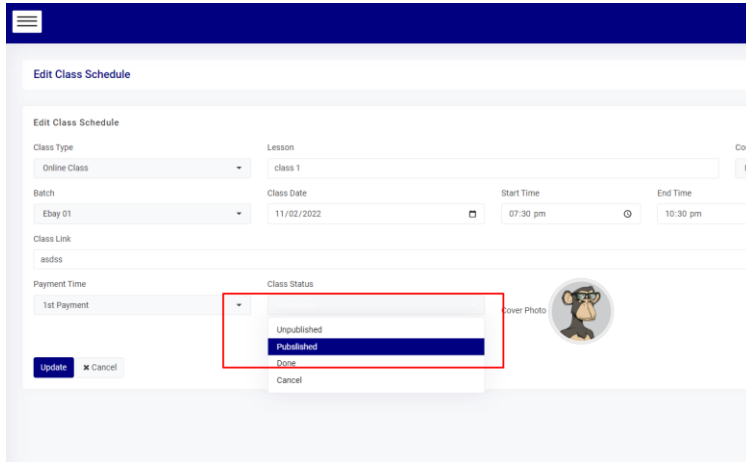 Edit Class Schedule
Edit Class Schedule
Class Type
Lesson
Online Class
class 1
Batch
Class Date
Start Time
End Time
Ebay 01
11/02/2022
07:30 pm
10:30 pm
Class Link
asdss
Payment Time
Class Status
1st Payment
Cover Photo
Unpublished
Pubslished
Done
Cancel
Update
× Cancel